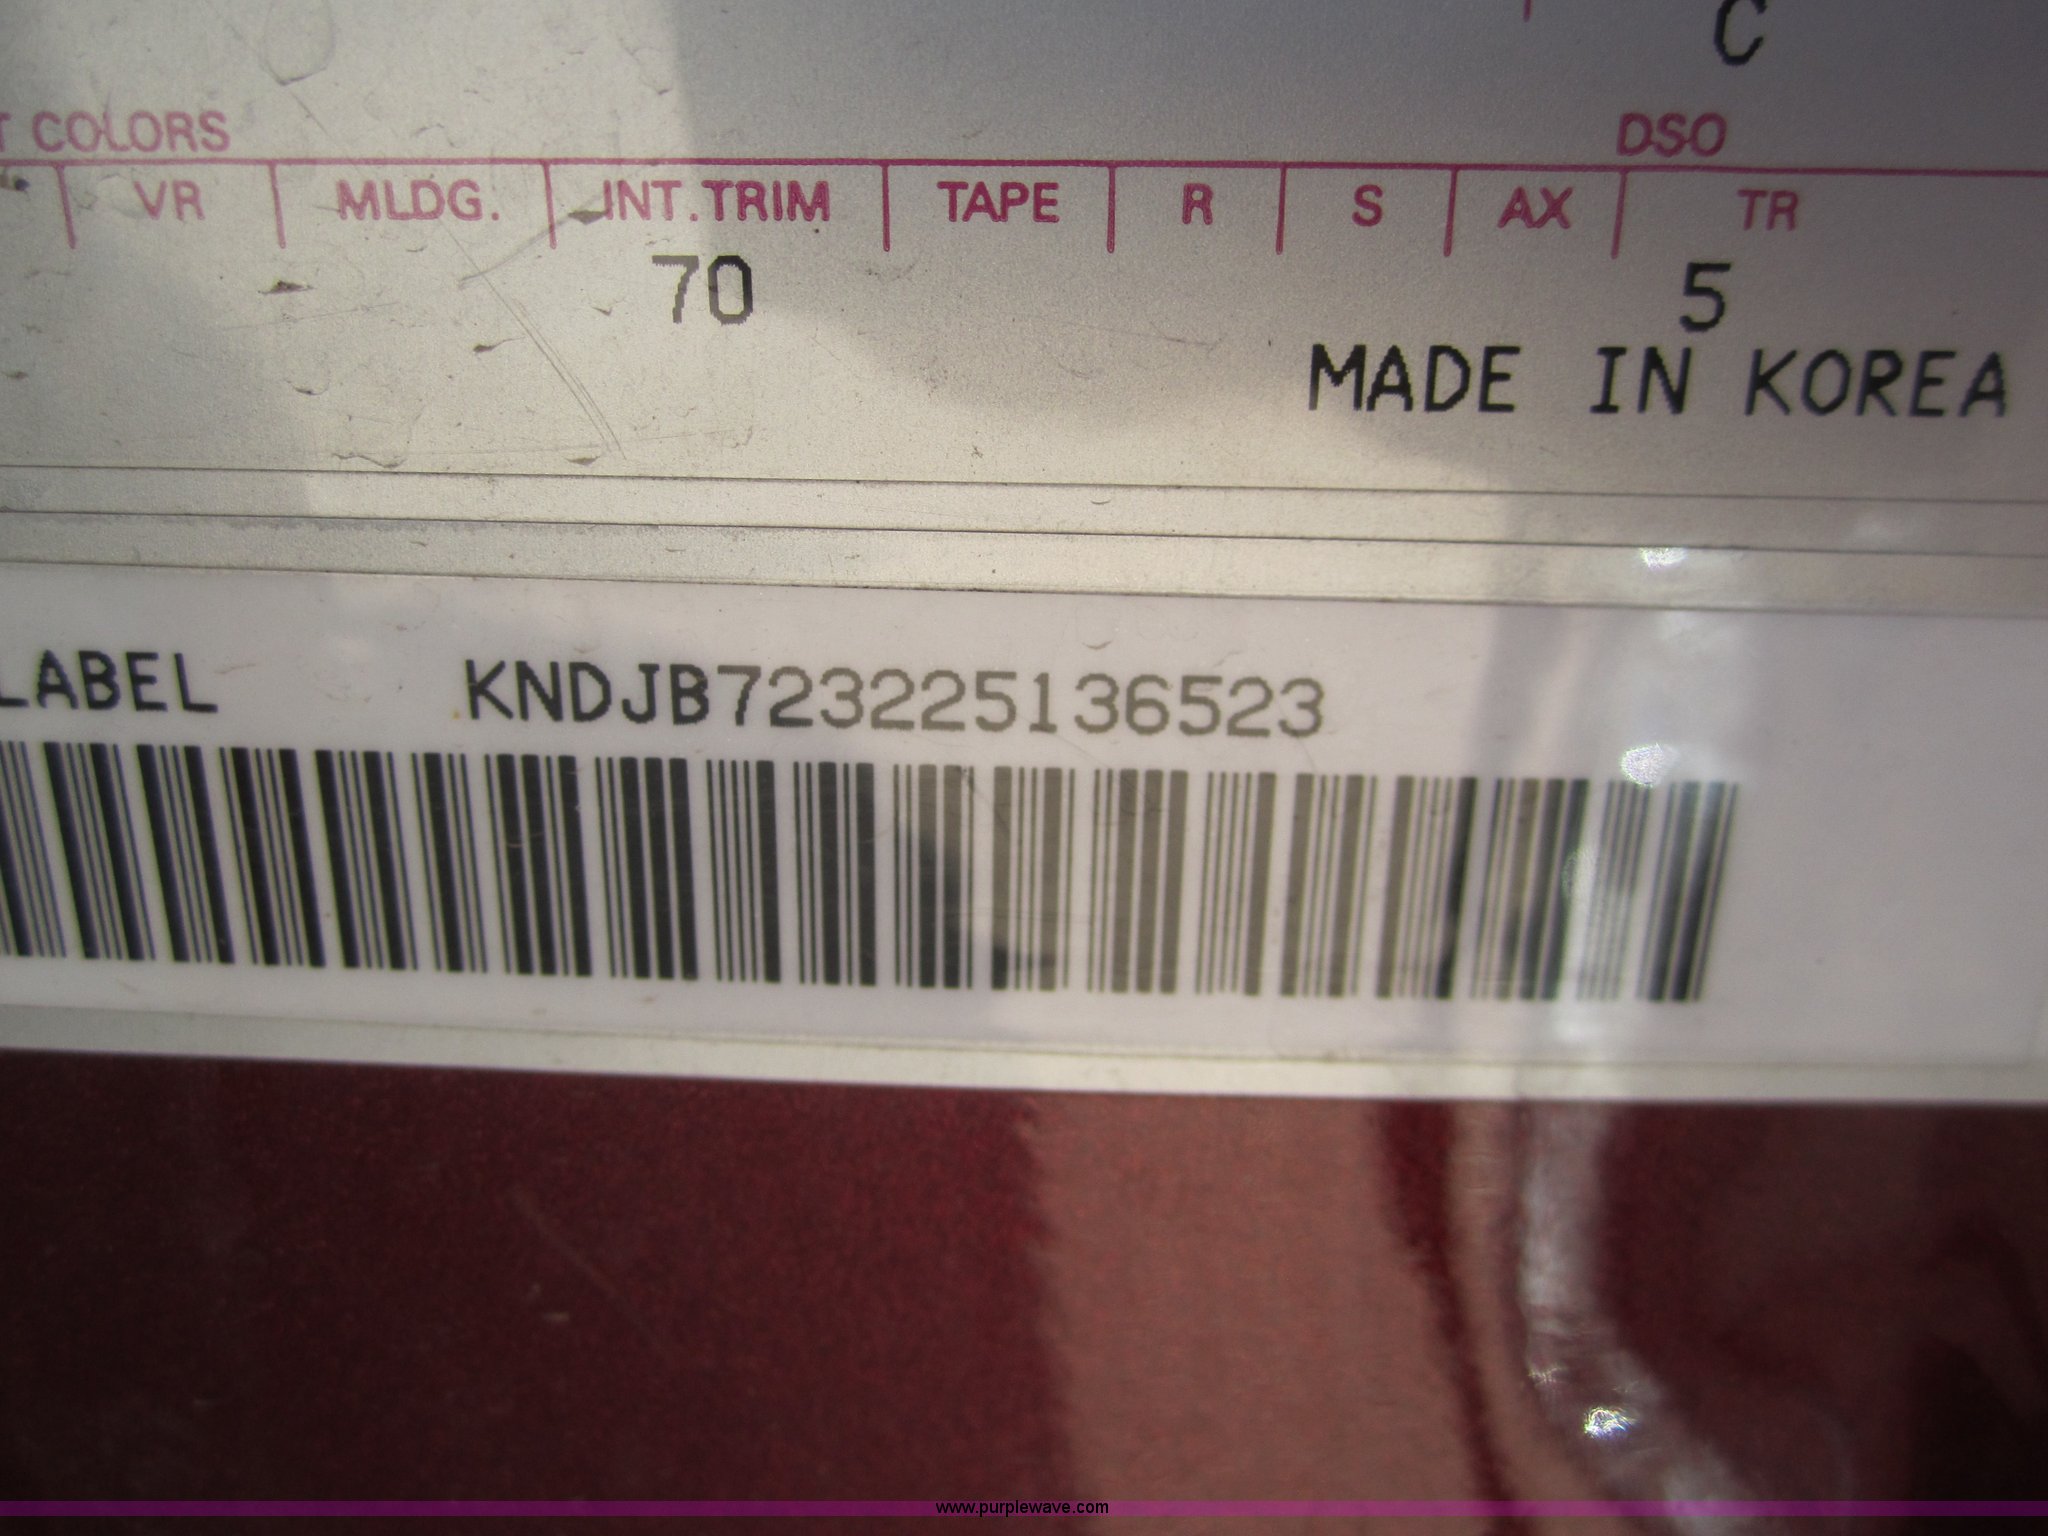 C
T COLORS DSO
VR MLDG. INT.TRIM TAPE R S AX TR
70 5
MADE IN KOREA
LABEL KNDJB723225136523
www.purplewave.com